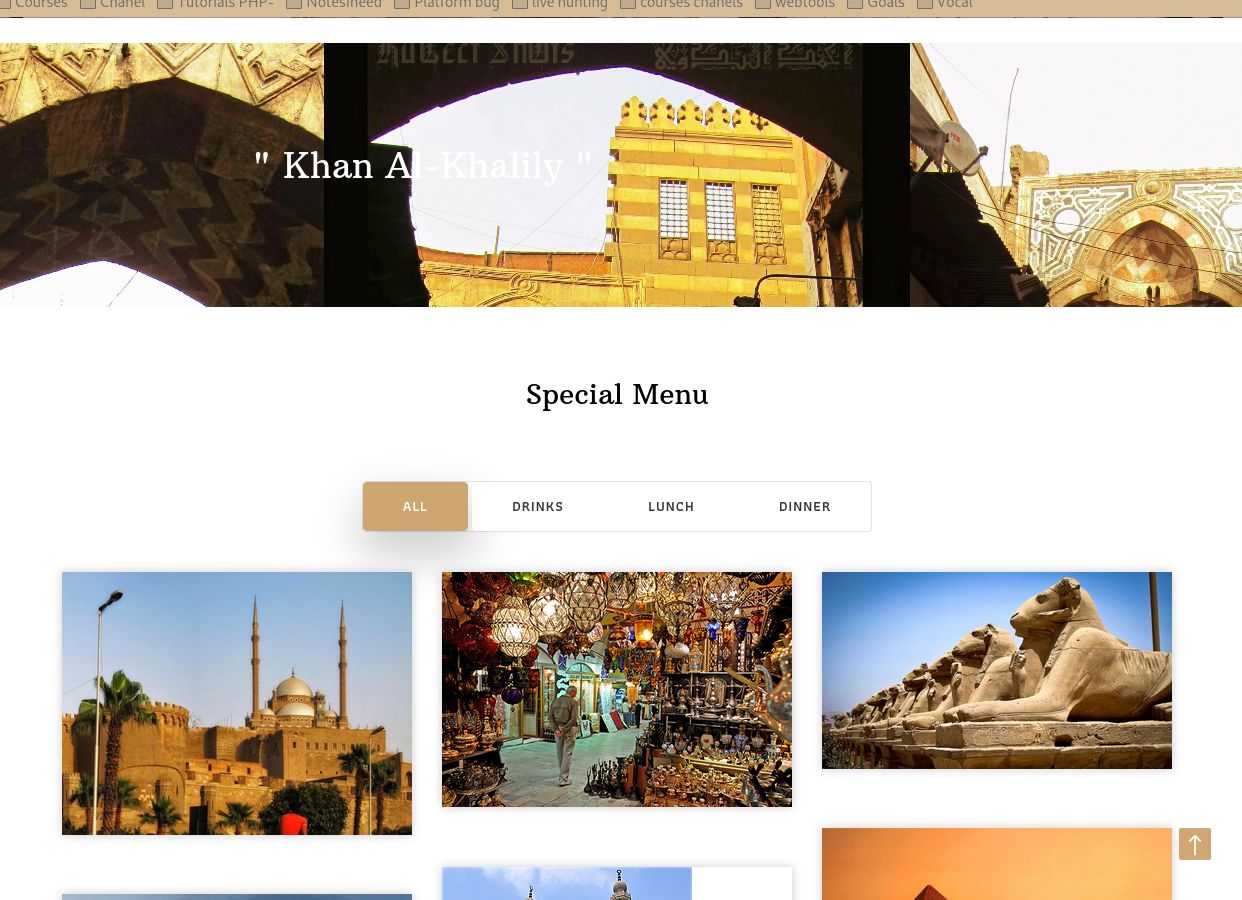 Courses Chanel Tutorials PHP- NotesIneed Platform bug live hunting courses chanels webtools Goals Vocal
" Khan Al-Khalily "
Special Menu
ALL DRINKS LUNCH DINNER